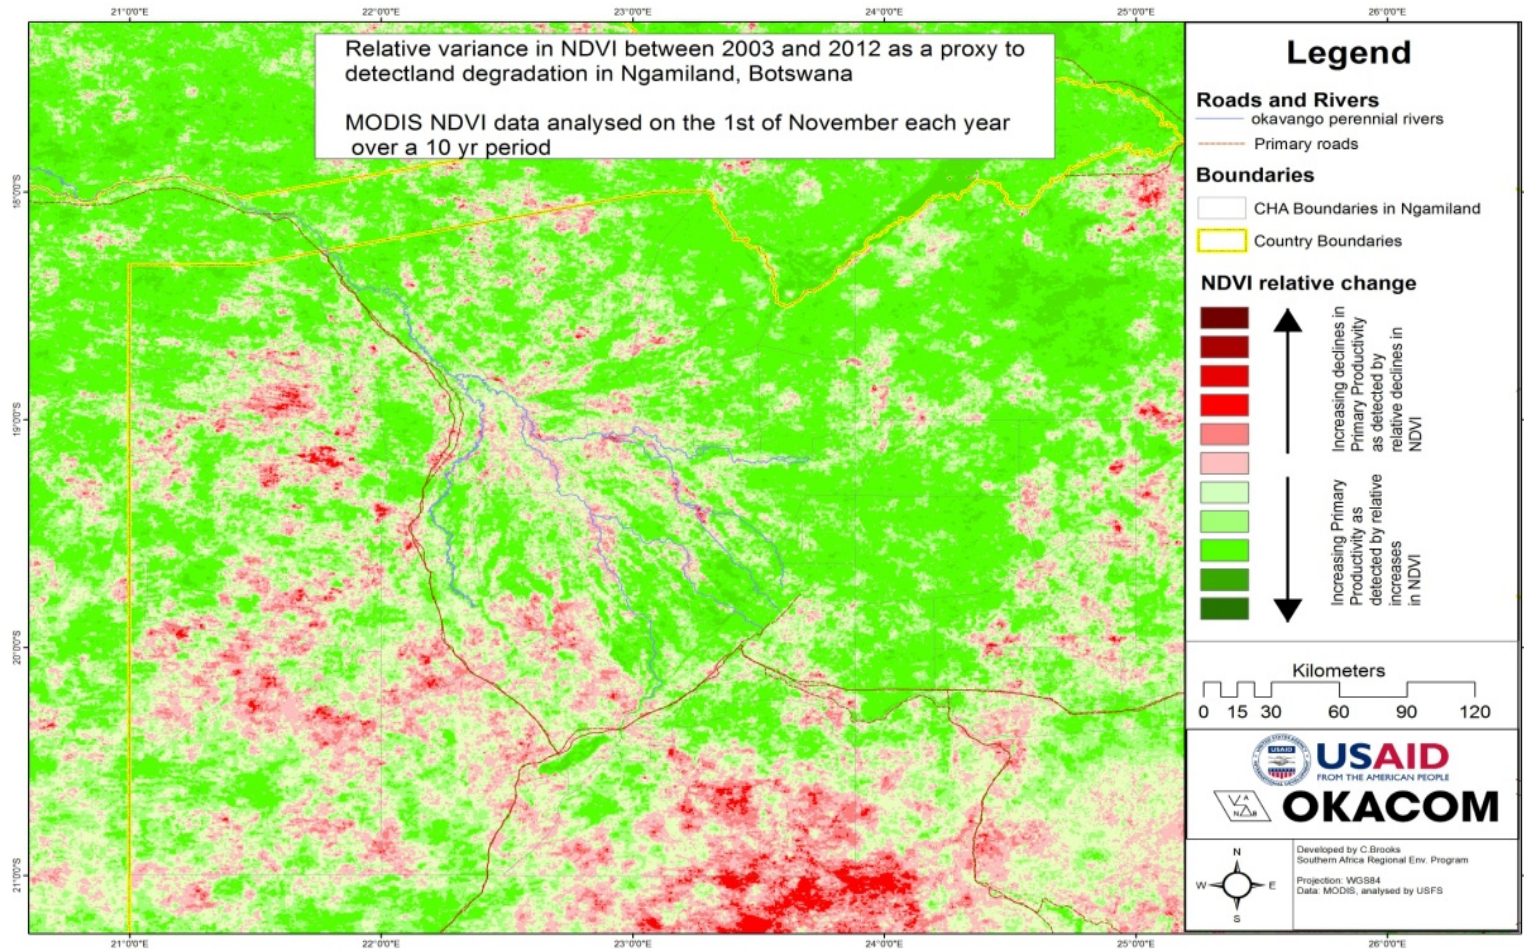 21°0'0"E 22°0'0"E 23°0'0"E 24°0'0"E 25°0'0"E 26°0'0"E
Relative variance in NDVI between 2003 and 2012 as a proxy to
detectland degradation in Ngamiland, Botswana
MODIS NDVI data analysed on the 1st of November each year
over a 10 yr period
18°0'0"S
19°0'0"S
20°0'0"S
21°0'0"S
21°0'0"E 22°0'0"E 23°0'0"E 24°0'0"E 25°0'0"E 26°0'0"E
Legend
Roads and Rivers
okavango perennial rivers
Primary roads
Boundaries
CHA Boundaries in Ngamiland
Country Boundaries
NDVI relative change
Increasing declines in
Primary Productivity
as detected by
relative declines in
NDVI
Increasing Primary
Productivity as
detected by relative
increases
in NDVI
Kilometers
0 15 30 60 90 120
USAID
USAID
FROM THE AMERICAN PEOPLE
OKACOM
N
W E
S
Developed by C.Brooks
Southern Africa Regional Env. Program
Projection: WGS84
Data: MODIS, analysed by USFS